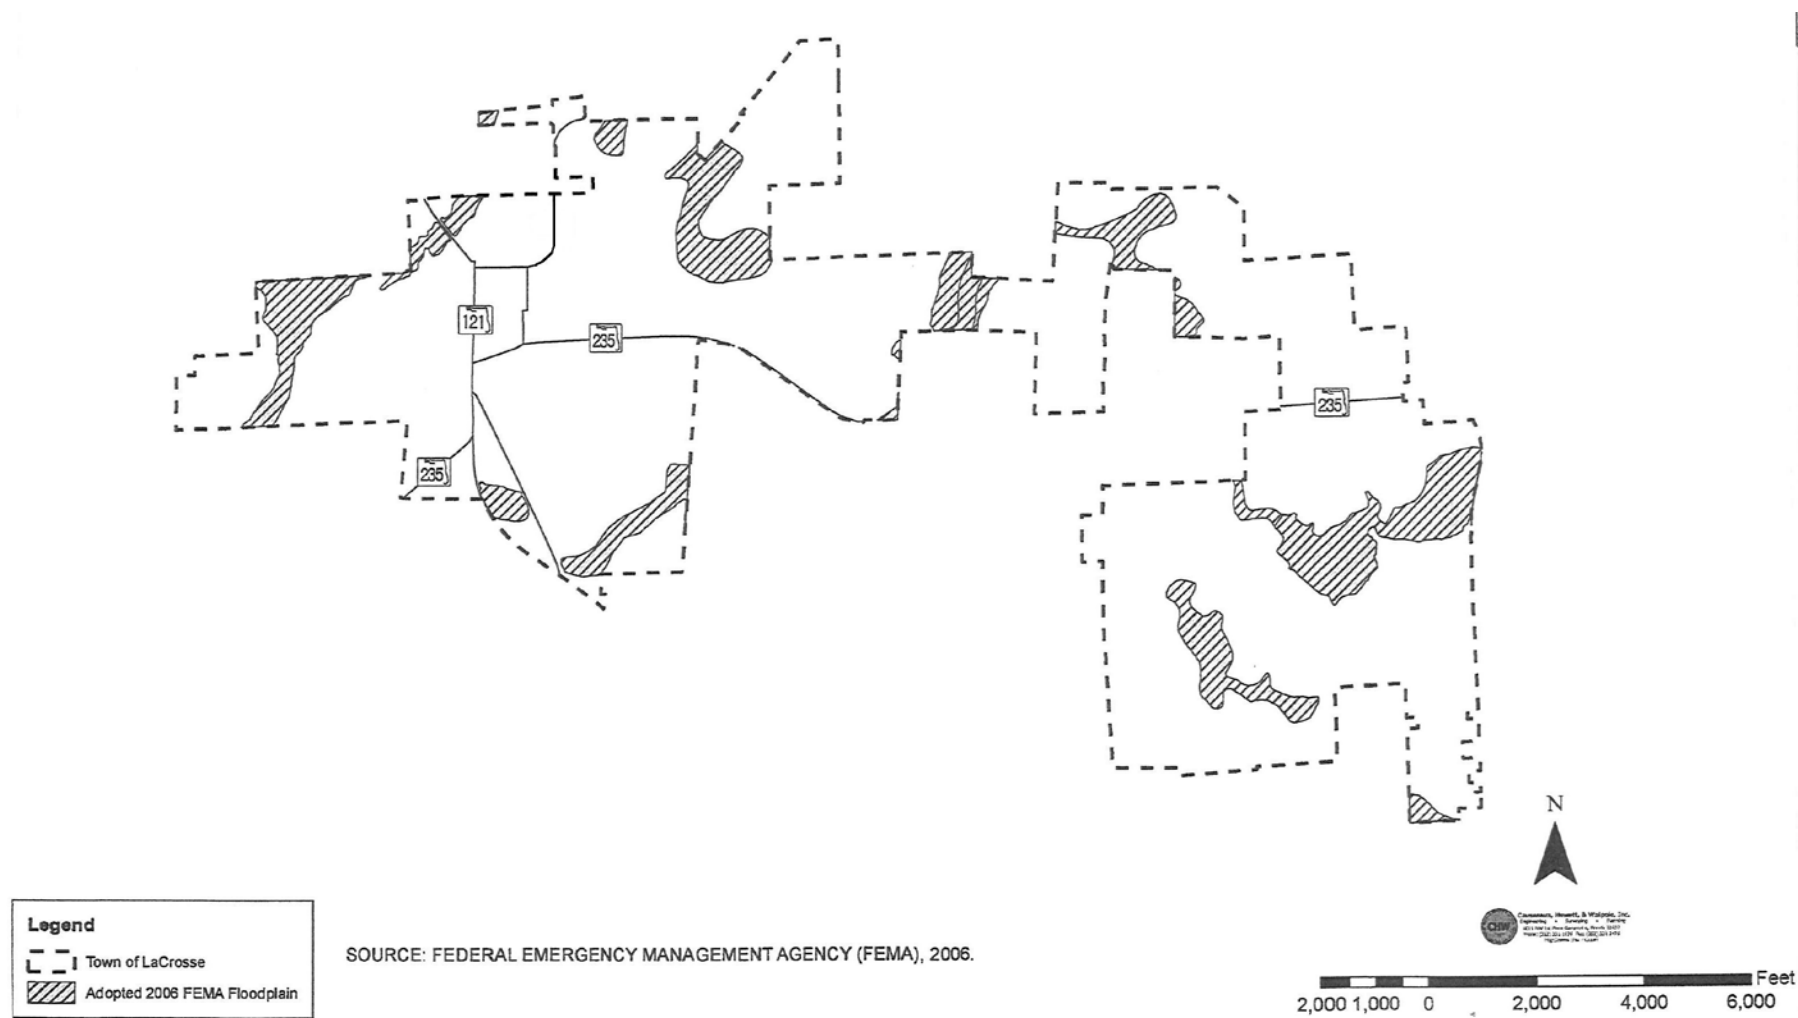 121
235
235
235
N
Legend
Town of LaCrosse
Adopted 2006 FEMA Floodplain
SOURCE: FEDERAL EMERGENCY MANAGEMENT AGENCY (FEMA), 2006.
CHW
Feet
2,000 1,000 0 2,000 4,000 6,000